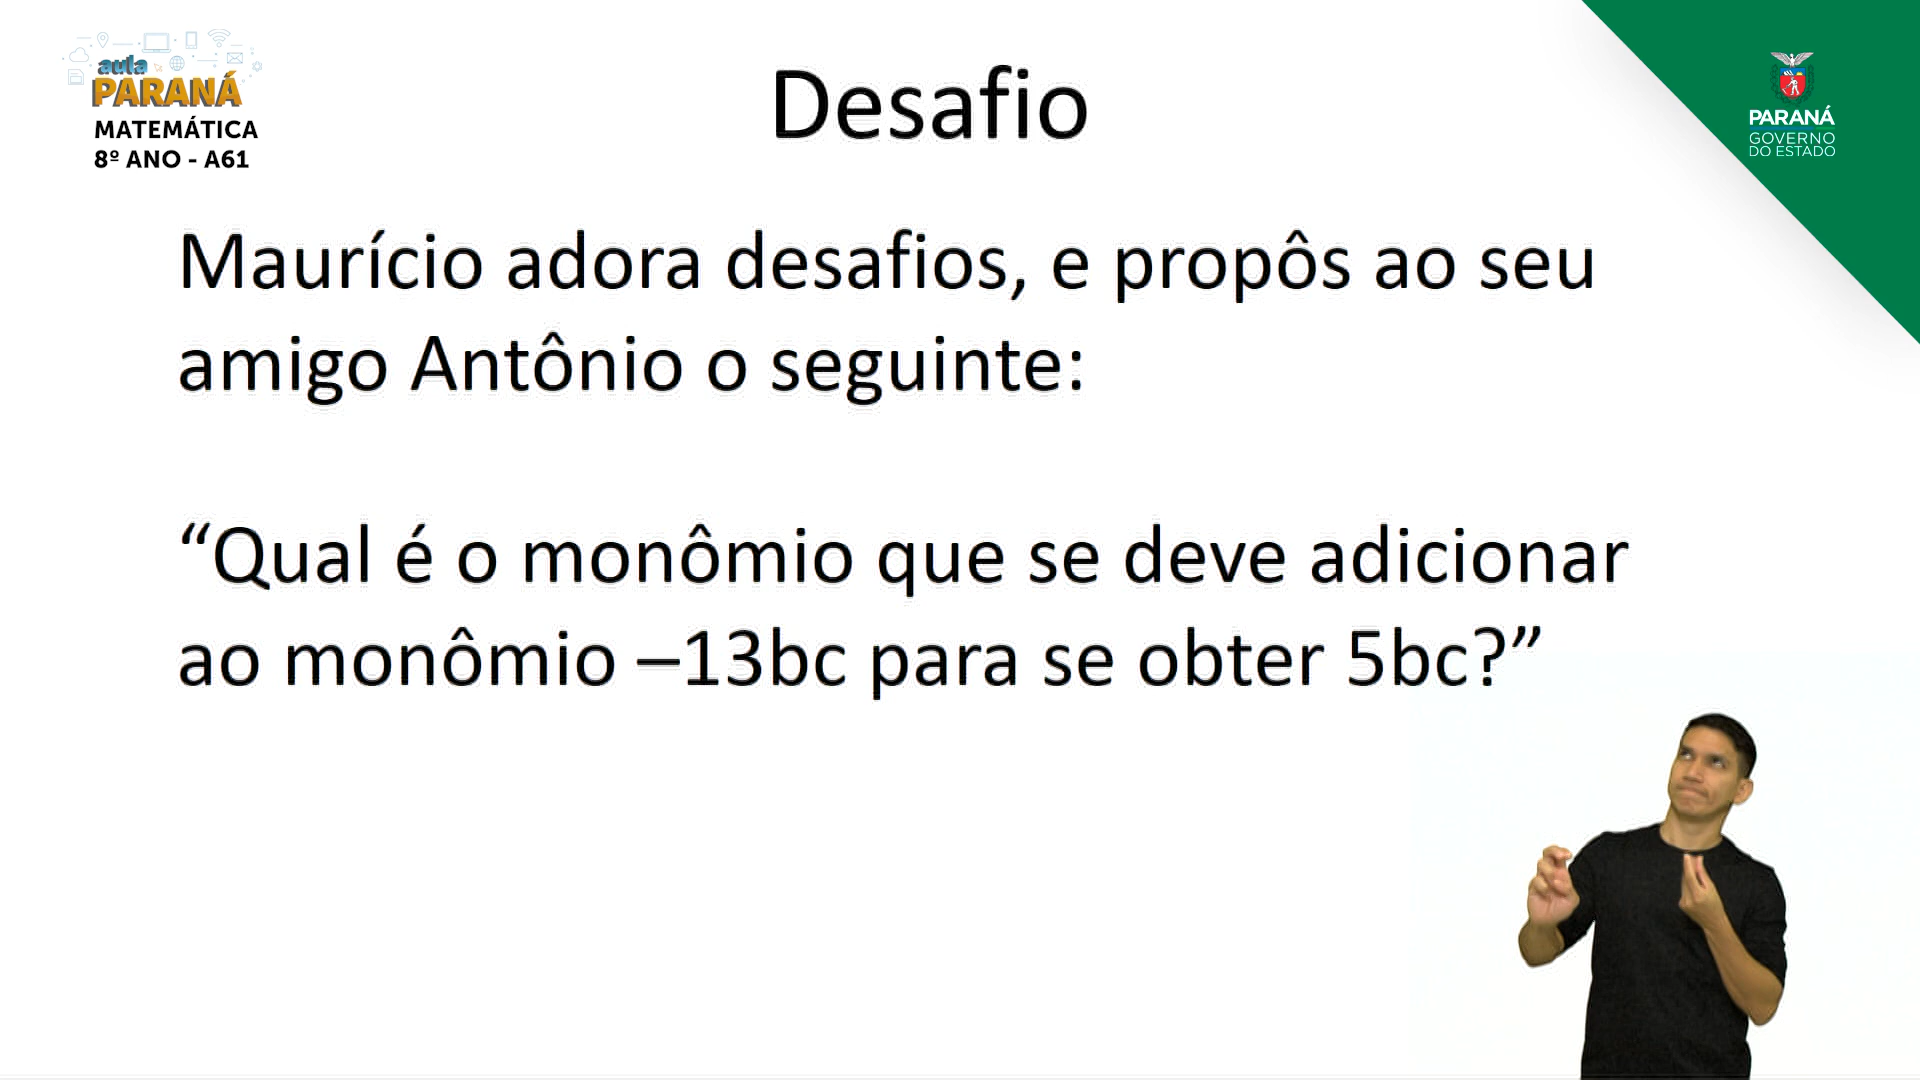 aula
PARANÁ
MATEMÁTICA
8º ANO - A61
Desafio
PARANÁ
GOVERNO
DO ESTADO
Maurício adora desafios, e propôs ao seu
amigo Antônio o seguinte:
“Qual é o monômio que se deve adicionar
ao monômio –13bc para se obter 5bc?”